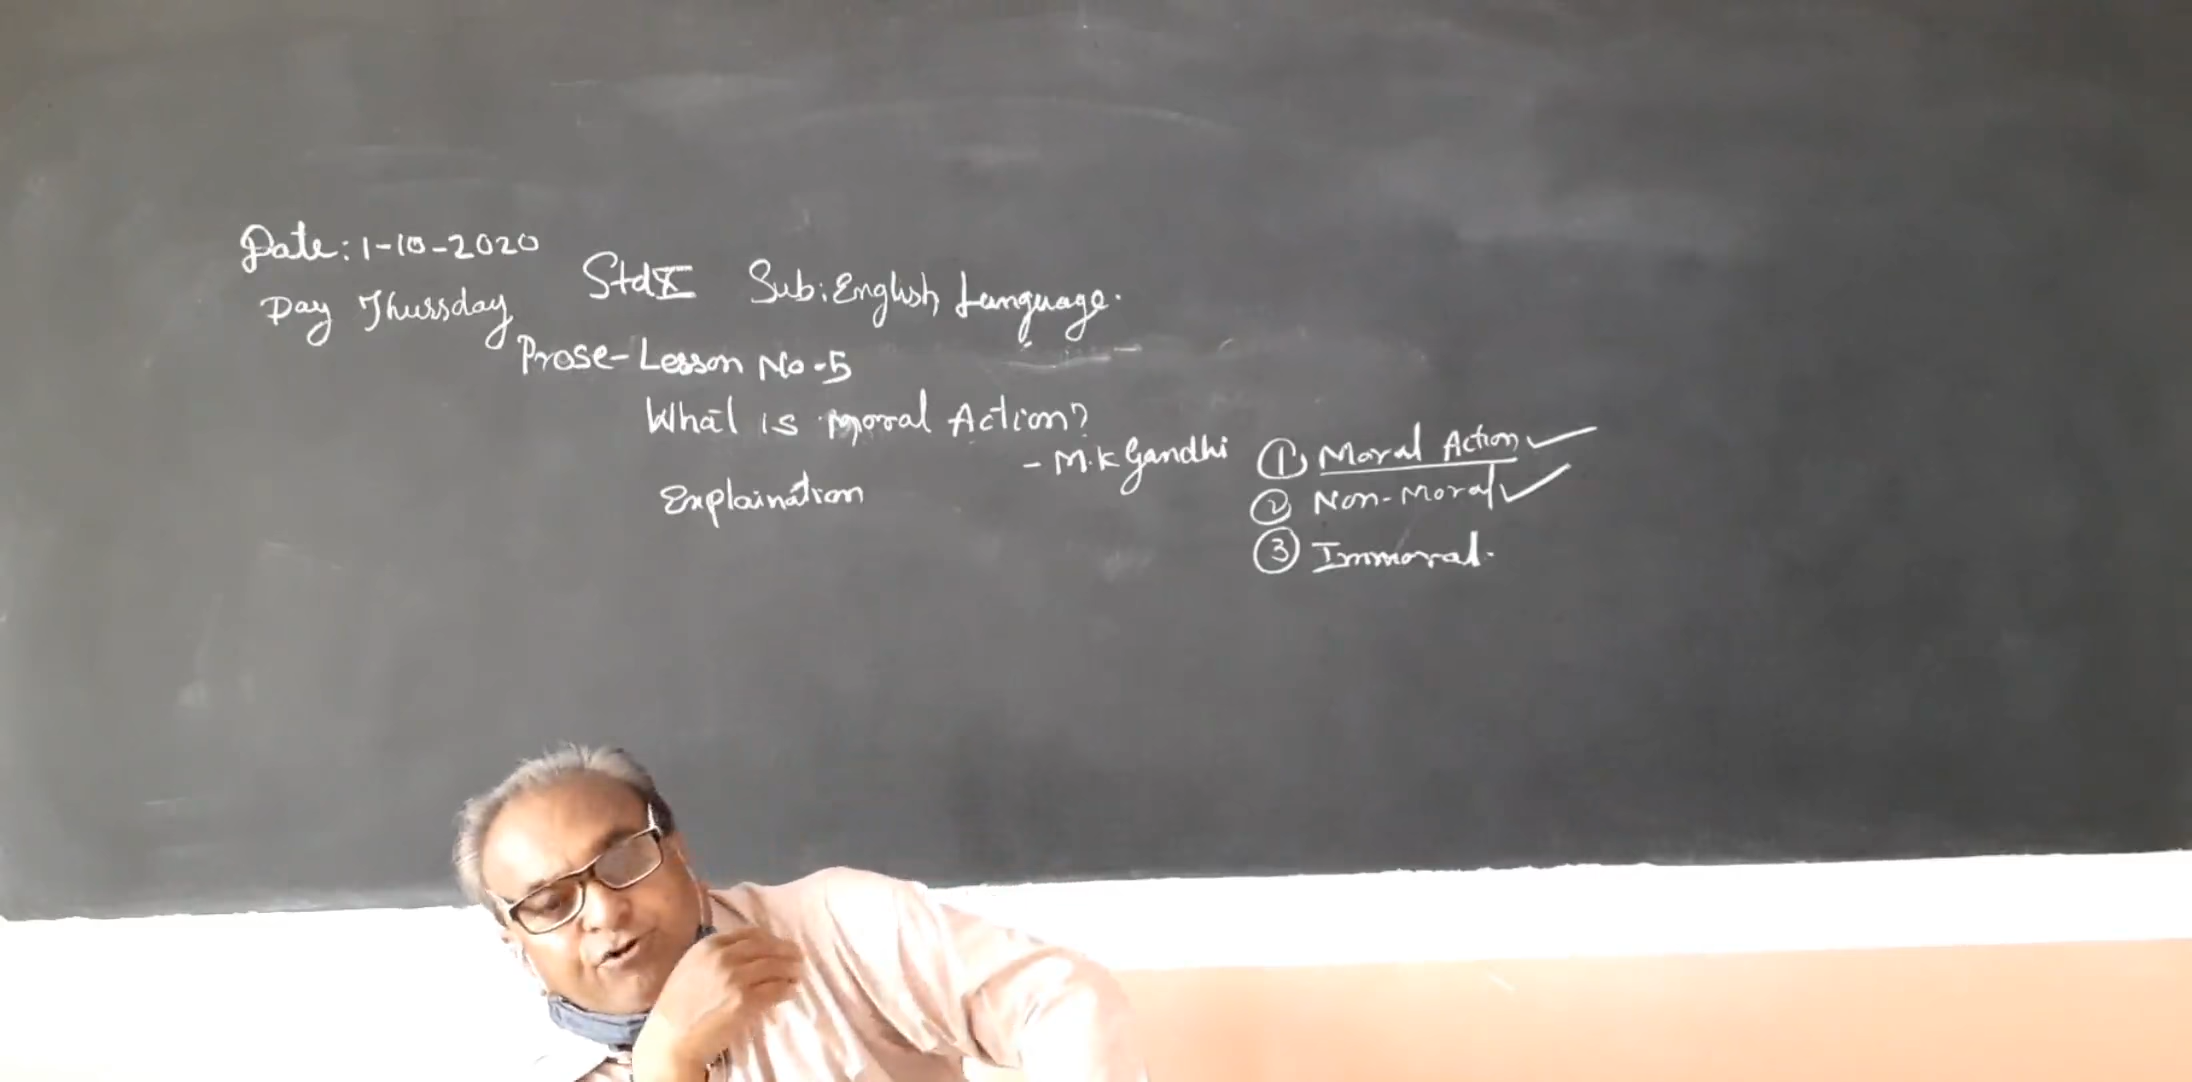 Date: 1-10-2020
Day Thursday
Std X Sub: English Language.
Prose-Lesson No-5
What is Moral Action?
- M.K Gandhi
Explaination
① Moral Action ✓
② Non-Moral ✓
③ Immoral.